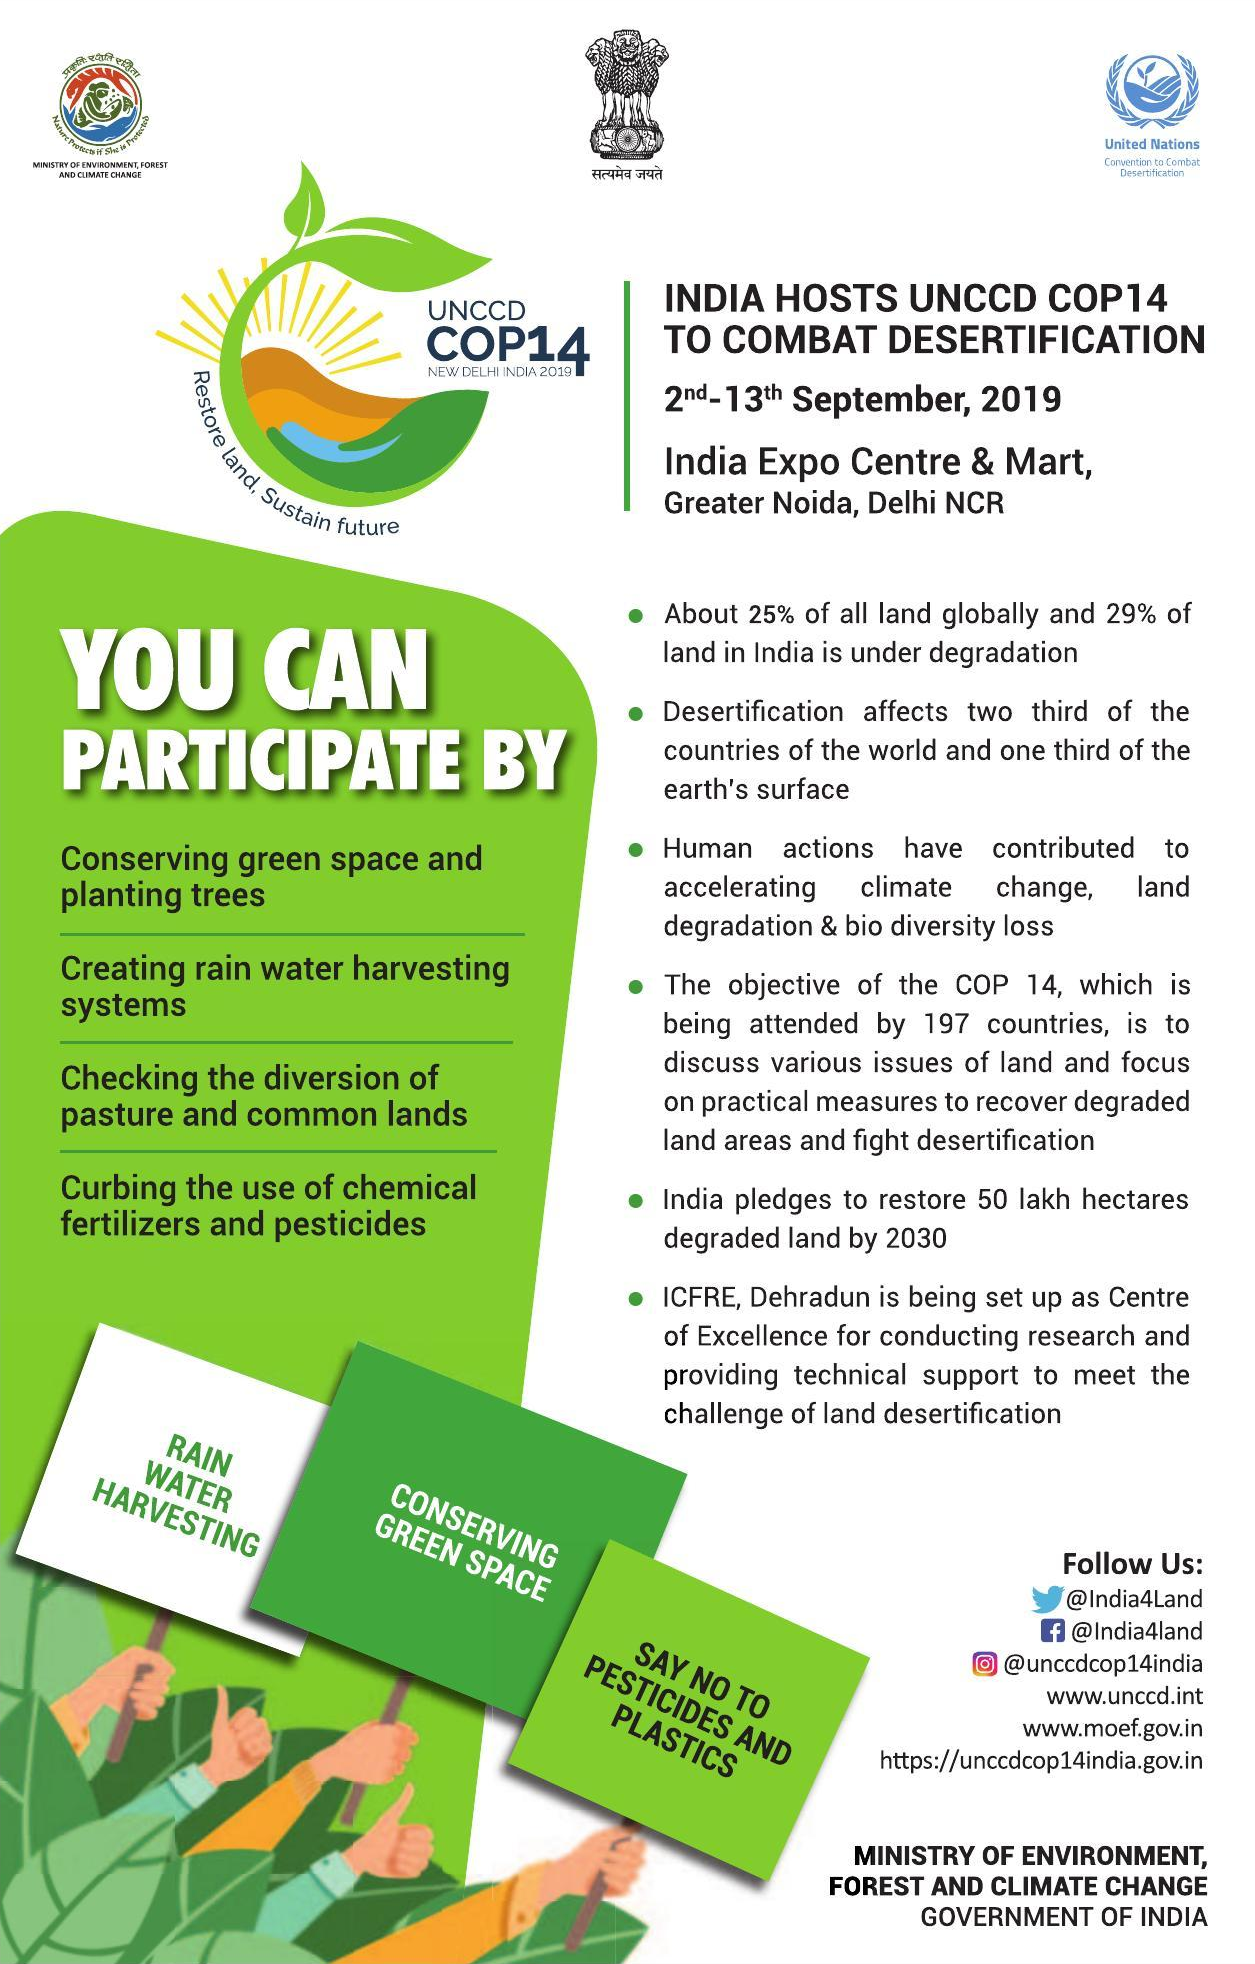 प्रकृतिः रक्षति रक्षिता
Nature Protects if She is Protected
MINISTRY OF ENVIRONMENT, FOREST
AND CLIMATE CHANGE
सत्यमेव जयते
United Nations
Convention to Combat
Desertification
UNCCD
COP14
NEW DELHI INDIA 2019
Restore land, Sustain future
INDIA HOSTS UNCCD COP14
TO COMBAT DESERTIFICATION
2nd-13th September, 2019
India Expo Centre & Mart,
Greater Noida, Delhi NCR
YOU CAN
PARTICIPATE BY
Conserving green space and
planting trees
Creating rain water harvesting
systems
Checking the diversion of
pasture and common lands
Curbing the use of chemical
fertilizers and pesticides
● About 25% of all land globally and 29% of
land in India is under degradation
● Desertification affects two third of the
countries of the world and one third of the
earth's surface
● Human actions have contributed to
accelerating climate change, land
degradation & bio diversity loss
● The objective of the COP 14, which is
being attended by 197 countries, is to
discuss various issues of land and focus
on practical measures to recover degraded
land areas and fight desertification
● India pledges to restore 50 lakh hectares
degraded land by 2030
● ICFRE, Dehradun is being set up as Centre
of Excellence for conducting research and
providing technical support to meet the
challenge of land desertification
RAIN
WATER
HARVESTING
CONSERVING
GREEN SPACE
SAY NO TO
PESTICIDES AND
PLASTICS
Follow Us:
@India4Land
@India4land
@unccdcop14india
www.unccd.int
www.moef.gov.in
https://unccdcop14india.gov.in
MINISTRY OF ENVIRONMENT,
FOREST AND CLIMATE CHANGE
GOVERNMENT OF INDIA